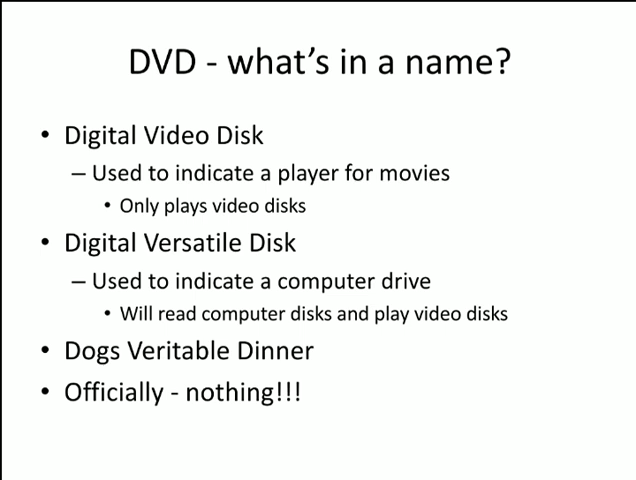 DVD - what's in a name?
• Digital Video Disk
– Used to indicate a player for movies
• Only plays video disks
• Digital Versatile Disk
– Used to indicate a computer drive
• Will read computer disks and play video disks
• Dogs Veritable Dinner
• Officially - nothing!!!